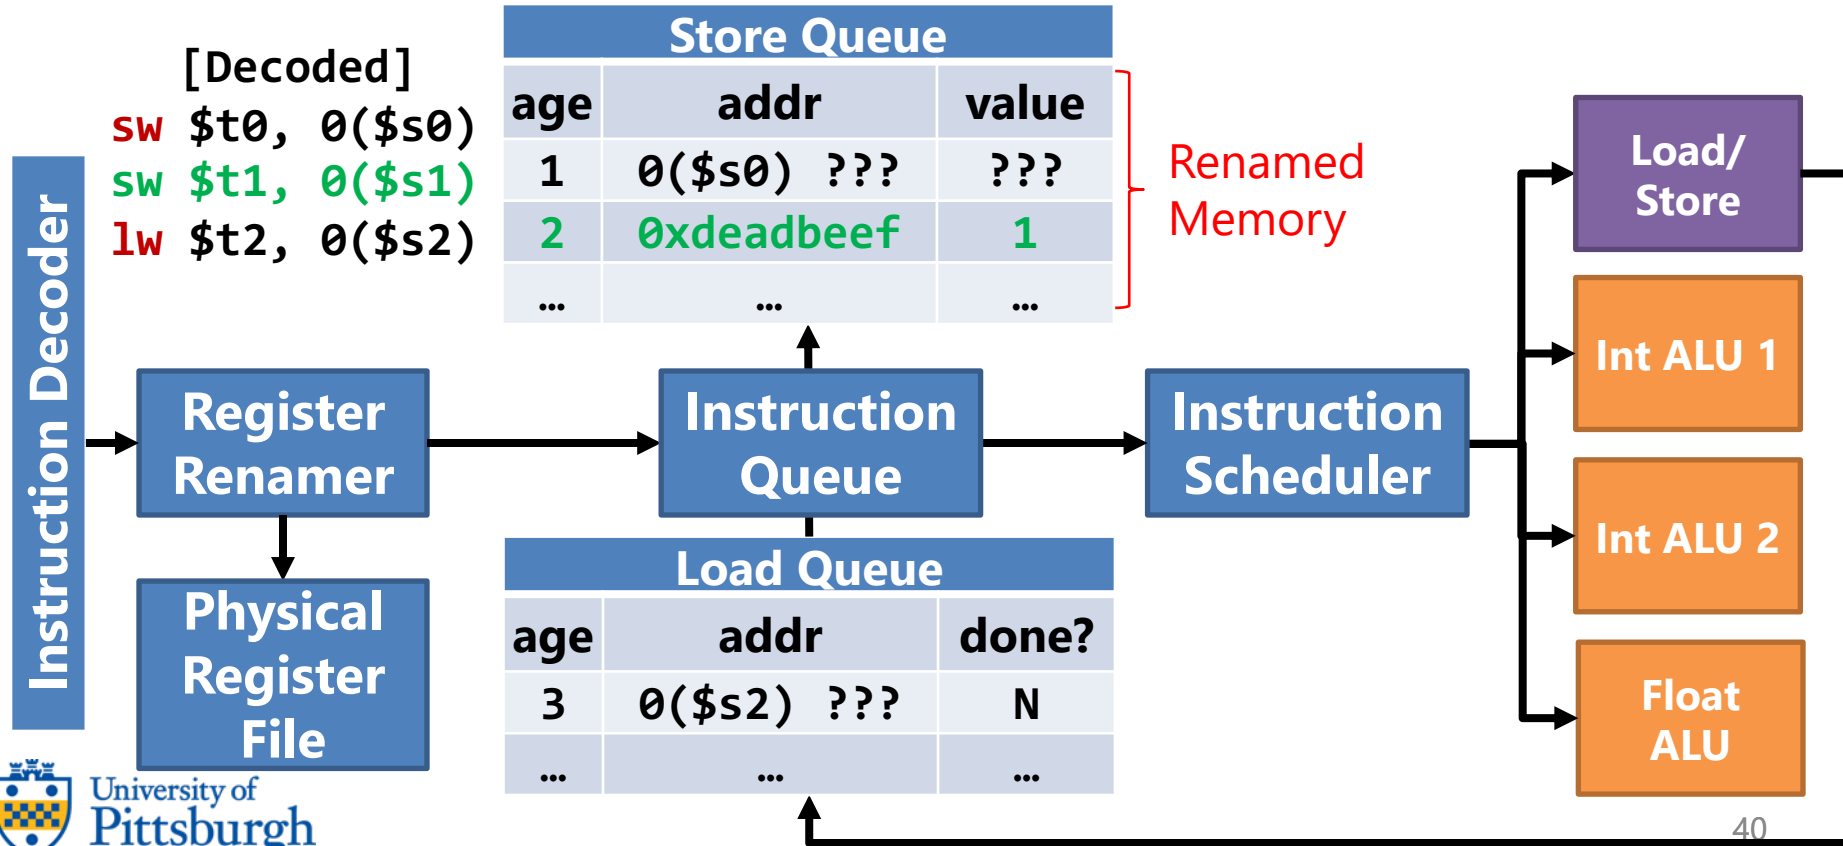 [Decoded]
sw $t0, 0($s0)
sw $t1, 0($s1)
lw $t2, 0($s2)
Instruction Decoder
Store Queue
age addr value
1 0($s0) ??? ???
2 0xdeadbeef 1
… … …
Renamed
Memory
Register
Renamer
Physical
Register
File
Instruction
Queue
Load Queue
age addr done?
3 0($s2) ??? N
… … …
Instruction
Scheduler
Load/
Store
Int ALU 1
Int ALU 2
Float
ALU
University of
Pittsburgh
40